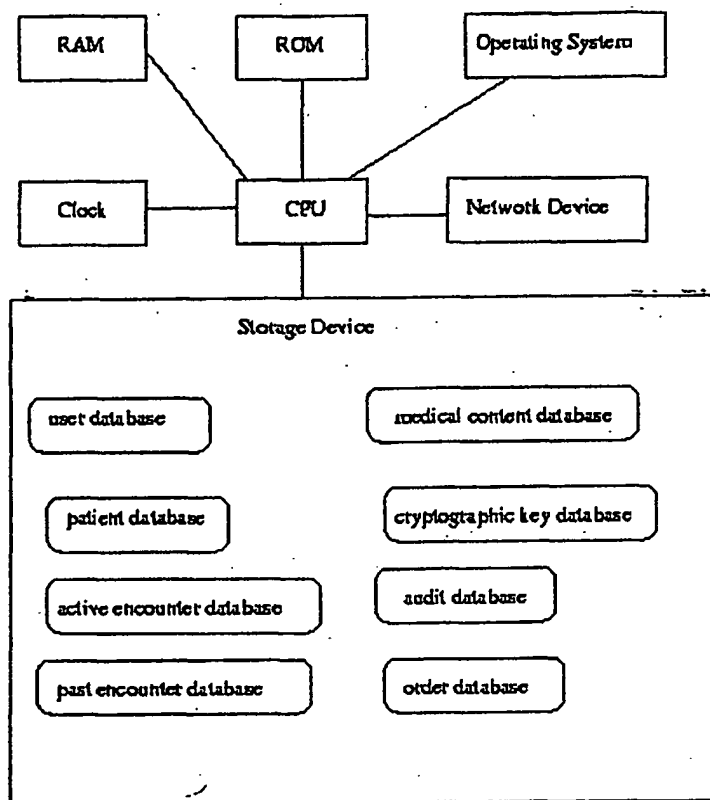 RAM
ROM
Operating System
Clock
CPU
Network Device
Storage Device
user database
medical content database
patient database
cryptographic key database
active encounter database
audit database
past encounter database
order database